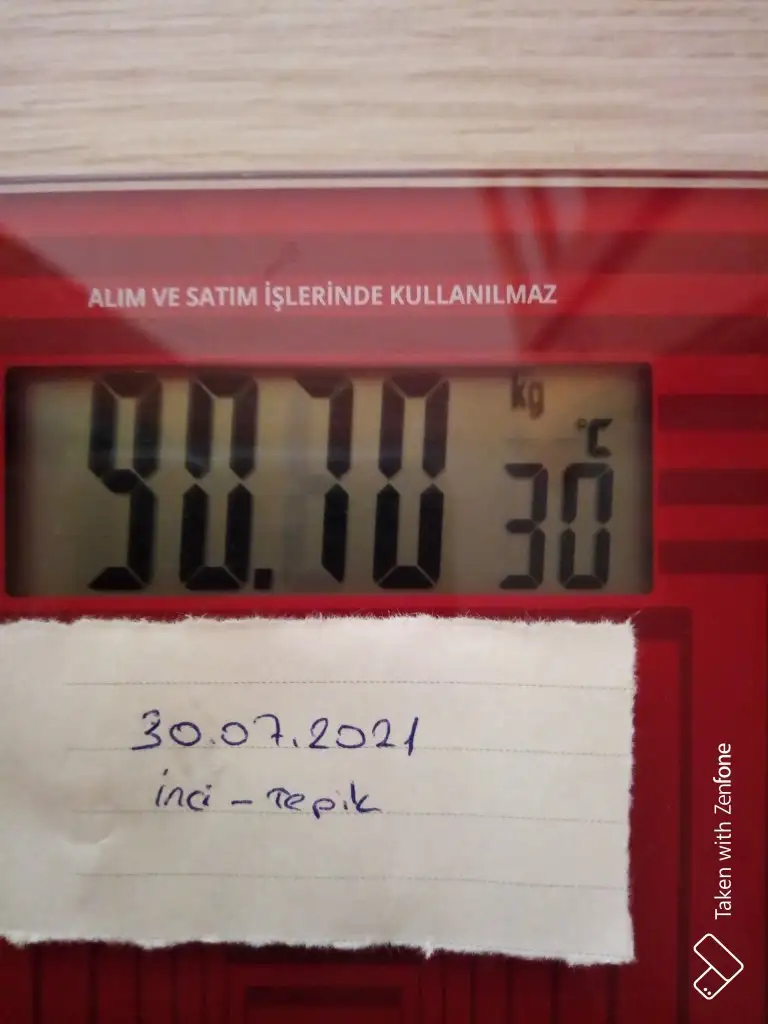 ALIM VE SATIM İŞLERİNDE KULLANILMAZ
90.70 kg
°C
30
30.07.2021
inci - Tepik
Taken with Zenfone